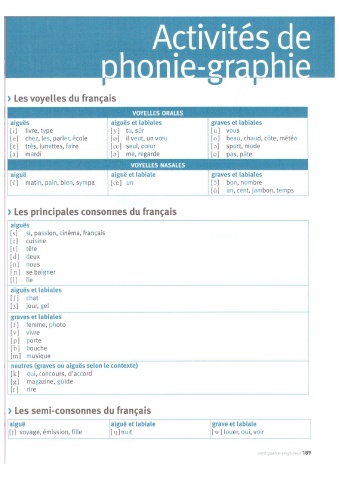 Activités de
phonie-graphie
› Les voyelles du français
VOYELLES ORALES
aiguës
[i] livre, type
[e] chez, les, parler, école
[ɛ] très, lunettes, faire
[a] mardi
aiguës et labiales
[y] tu, sûr
[ø] il veut, un vœu
[œ] seul, cœur
[ə] me, regarde
graves et labiales
[u] vous
[o] beau, chaud, côte, météo
[ɔ] sport, mode
[ɑ] pas, pâte
VOYELLES NASALES
aiguë
[ɛ̃] matin, pain, bien, sympa
aiguë et labiale
[œ̃] un
graves et labiales
[ɔ̃] bon, nombre
[ɑ̃] an, cent, jambon, temps
› Les principales consonnes du français
aiguës
[s] si, passion, cinéma, français
[z] cuisine
[t] tête
[d] deux
[n] nous
[ɲ] se baigner
[l] île
aiguës et labiales
[ʃ] chat
[ʒ] jour, gel
graves et labiales
[f] femme, photo
[v] vivre
[p] porte
[b] bouche
[m] musique
neutres (graves ou aiguës selon le contexte)
[k] qui, concours, d'accord
[g] magazine, guide
[r] rire
› Les semi-consonnes du français
aiguë
[j] voyage, émission, fille
aiguë et labiale
[ɥ] nuit
grave et labiale
[w] louer, oui, voir
cent quatre-vingt-neuf 189